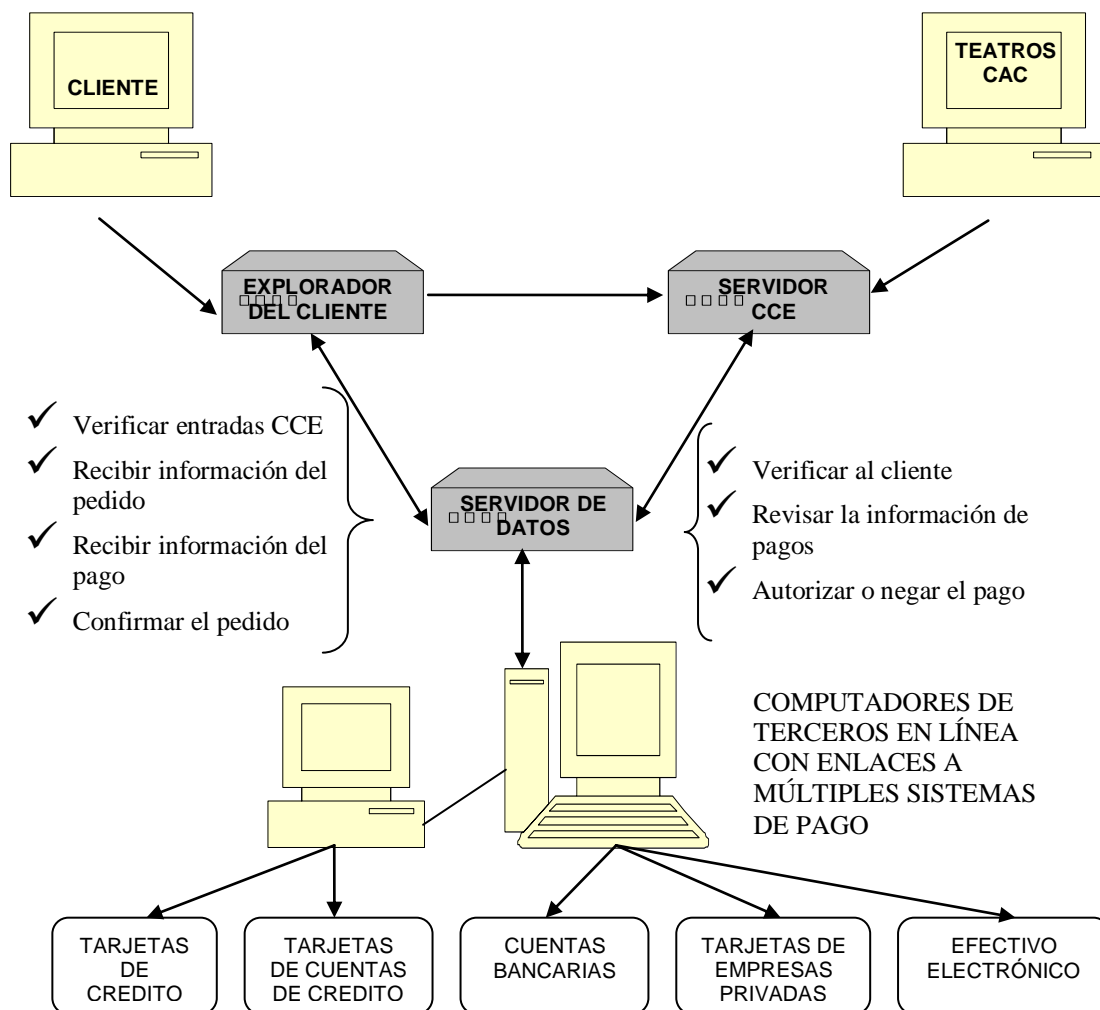 CLIENTE
TEATROS
CAC
EXPLORADOR
DEL CLIENTE
SERVIDOR
CCE
✓ Verificar entradas CCE
✓ Recibir información del
pedido
✓ Recibir información del
pago
✓ Confirmar el pedido
SERVIDOR DE
DATOS
✓ Verificar al cliente
✓ Revisar la información de
pagos
✓ Autorizar o negar el pago
COMPUTADORES DE
TERCEROS EN LÍNEA
CON ENLACES A
MÚLTIPLES SISTEMAS
DE PAGO
TARJETAS
DE
CREDITO
TARJETAS
DE CUENTAS
DE CREDITO
CUENTAS
BANCARIAS
TARJETAS DE
EMPRESAS
PRIVADAS
EFECTIVO
ELECTRÓNICO